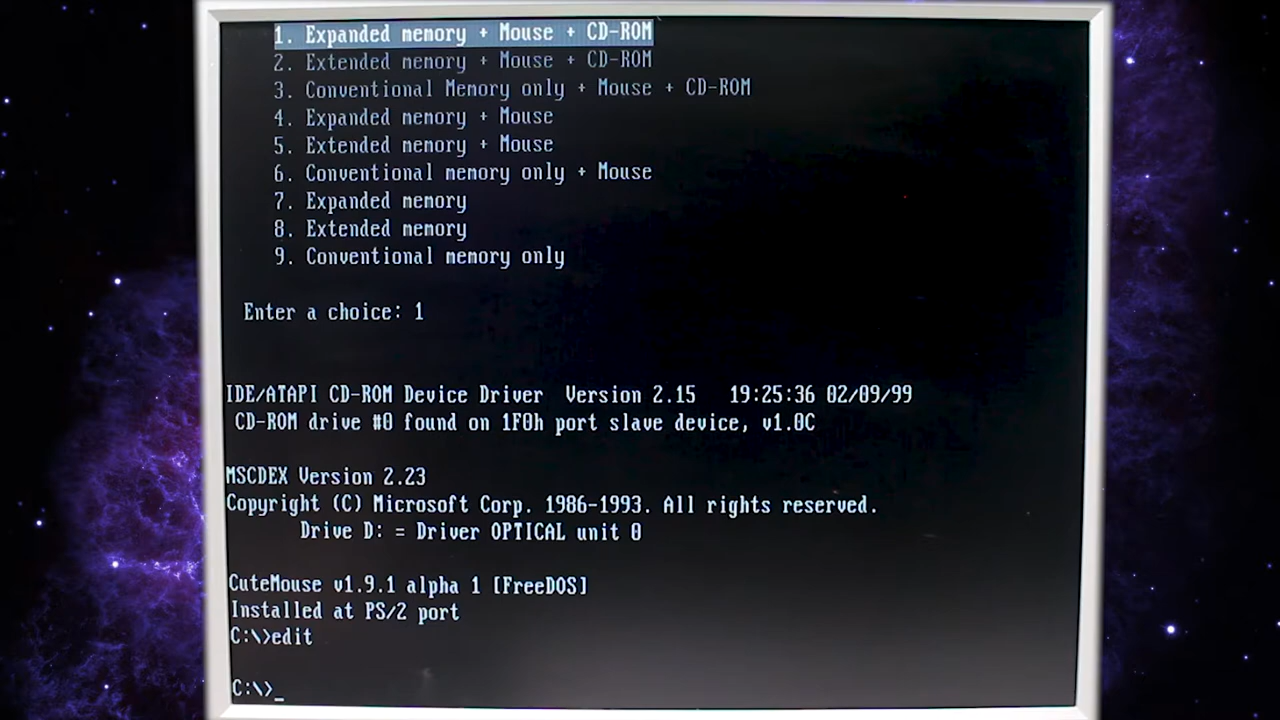 1. Expanded memory + Mouse + CD-ROM
2. Extended memory + Mouse + CD-ROM
3. Conventional Memory only + Mouse + CD-ROM
4. Expanded memory + Mouse
5. Extended memory + Mouse
6. Conventional memory only + Mouse
7. Expanded memory
8. Extended memory
9. Conventional memory only
Enter a choice: 1
IDE/ATAPI CD-ROM Device Driver Version 2.15 19:25:36 02/09/99
CD-ROM drive #0 found on 1F0h port slave device, v1.0C
MSCDEX Version 2.23
Copyright (C) Microsoft Corp. 1986-1993. All rights reserved.
Drive D: = Driver OPTICAL unit 0
CuteMouse v1.9.1 alpha 1 [FreeDOS]
Installed at PS/2 port
C:\>edit
C:\>_